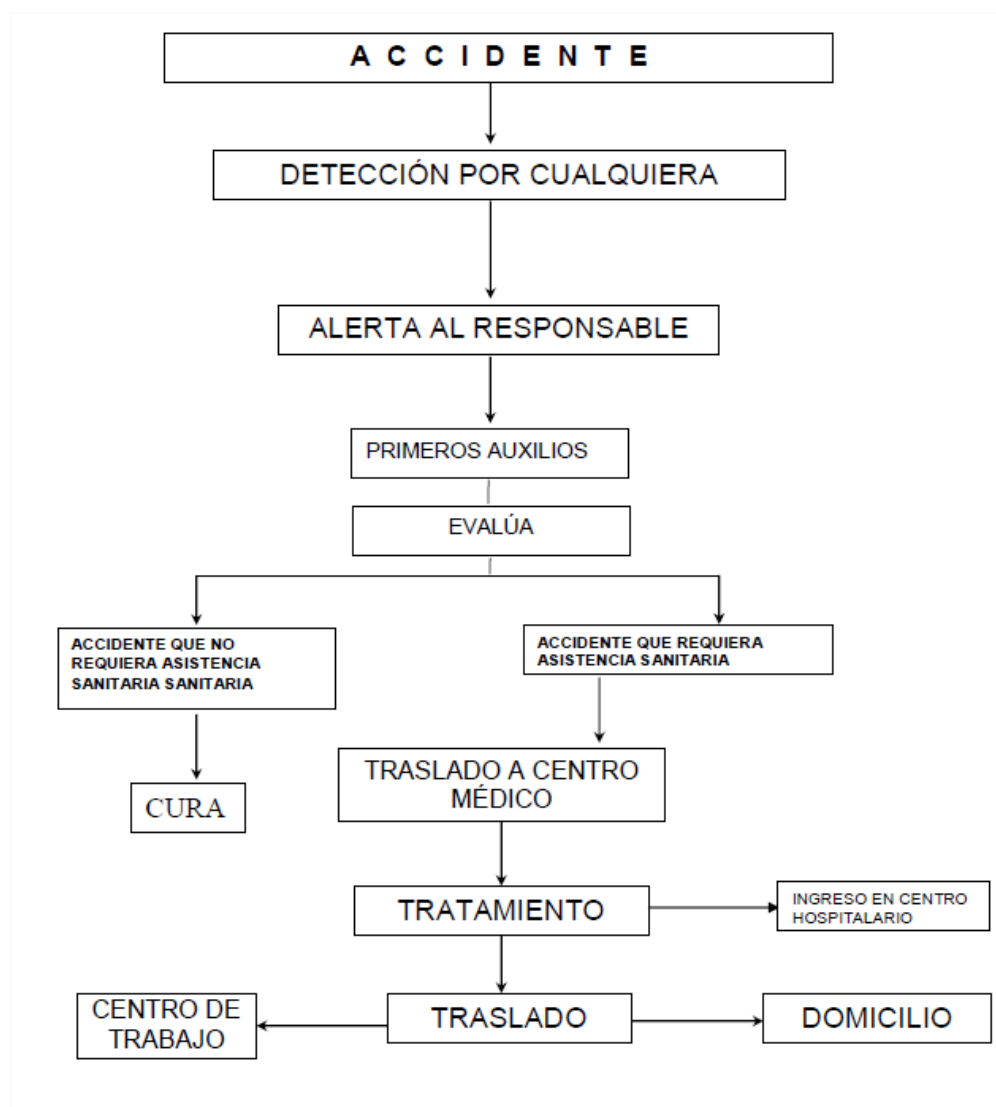 A C C I D E N T E
DETECCIÓN POR CUALQUIERA
ALERTA AL RESPONSABLE
PRIMEROS AUXILIOS
EVALÚA
ACCIDENTE QUE NO
REQUIERA ASISTENCIA
SANITARIA SANITARIA
ACCIDENTE QUE REQUIERA
ASISTENCIA SANITARIA
CURA
TRASLADO A CENTRO
MÉDICO
TRATAMIENTO
INGRESO EN CENTRO
HOSPITALARIO
CENTRO DE
TRABAJO
TRASLADO
DOMICILIO